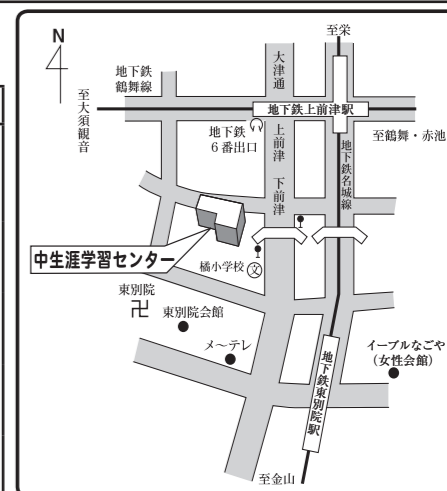 N
至栄
地下鉄
鶴舞線
大津通
至大須観音
地下鉄上前津駅
地下鉄
6番出口
上前津
至鶴舞・赤池
地下鉄名城線
下前津
中生涯学習センター
橘小学校
文
東別院
卍
東別院会館
メ〜テレ
イーブルなごや
(女性会館)
地下鉄東別院駅
至金山